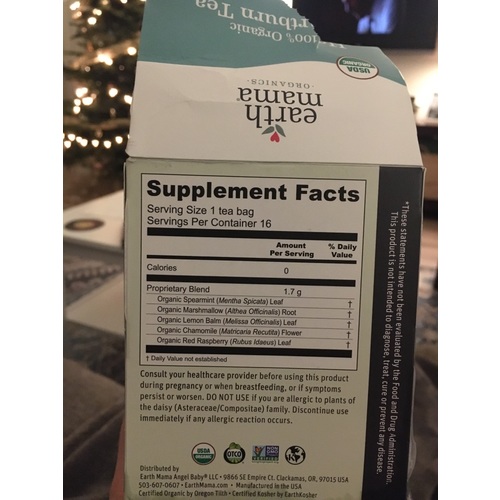 100% Organic
rtburn Tea
USDA
ORGANIC
ORGANICS
earth
mama
Supplement Facts
Serving Size 1 tea bag
Servings Per Container 16
Amount Per Serving % Daily Value
Calories 0
Proprietary Blend 1.7 g
Organic Spearmint (Mentha Spicata) Leaf †
Organic Marshmallow (Althea Officinalis) Root †
Organic Lemon Balm (Melissa Officinalis) Leaf †
Organic Chamomile (Matricaria Recutita) Flower †
Organic Red Raspberry (Rubus Idaeus) Leaf †
† Daily Value not established
Consult your healthcare provider before using this product
during pregnancy or when breastfeeding, or if symptoms
persist or worsen. DO NOT USE if you are allergic to plants of
the daisy (Asteraceae/Compositae) family. Discontinue use
immediately if any allergic reaction occurs.
USDA
ORGANIC
OTCO
NON GMO
VERIFIED
K
Distributed by
Earth Mama Angel Baby® LLC • 9866 SE Empire Ct. Clackamas, OR, 97015 USA
503-607-0607 • EarthMama.com • Manufactured in the USA
Certified Organic by Oregon Tilth • Certified Kosher by EarthKosher
*These statements have not been evaluated by the Food and Drug Administration.
This product is not intended to diagnose, treat, cure or prevent any disease.